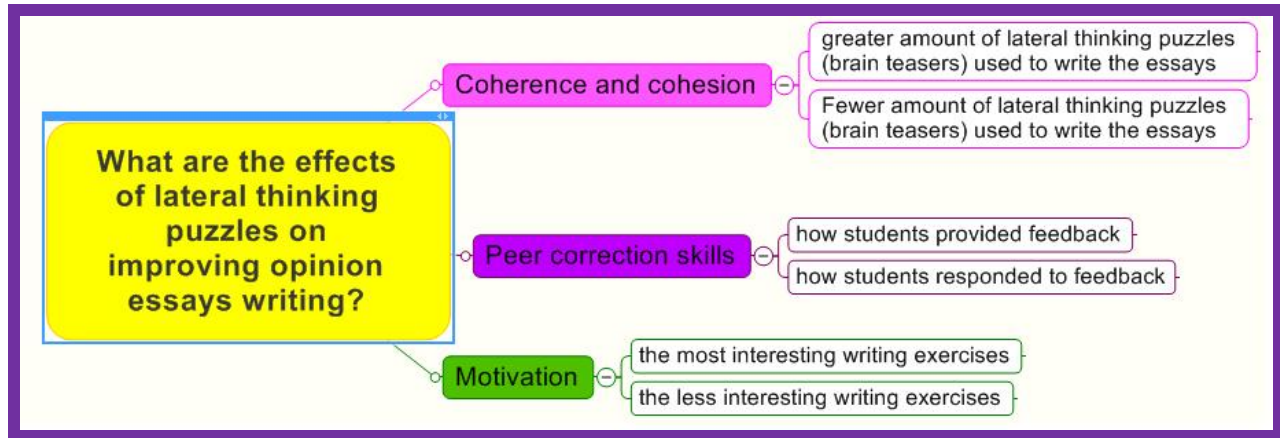 What are the effects
of lateral thinking
puzzles on
improving opinion
essays writing?
Coherence and cohesion
greater amount of lateral thinking puzzles
(brain teasers) used to write the essays
Fewer amount of lateral thinking puzzles
(brain teasers) used to write the essays
Peer correction skills
how students provided feedback
how students responded to feedback
Motivation
the most interesting writing exercises
the less interesting writing exercises